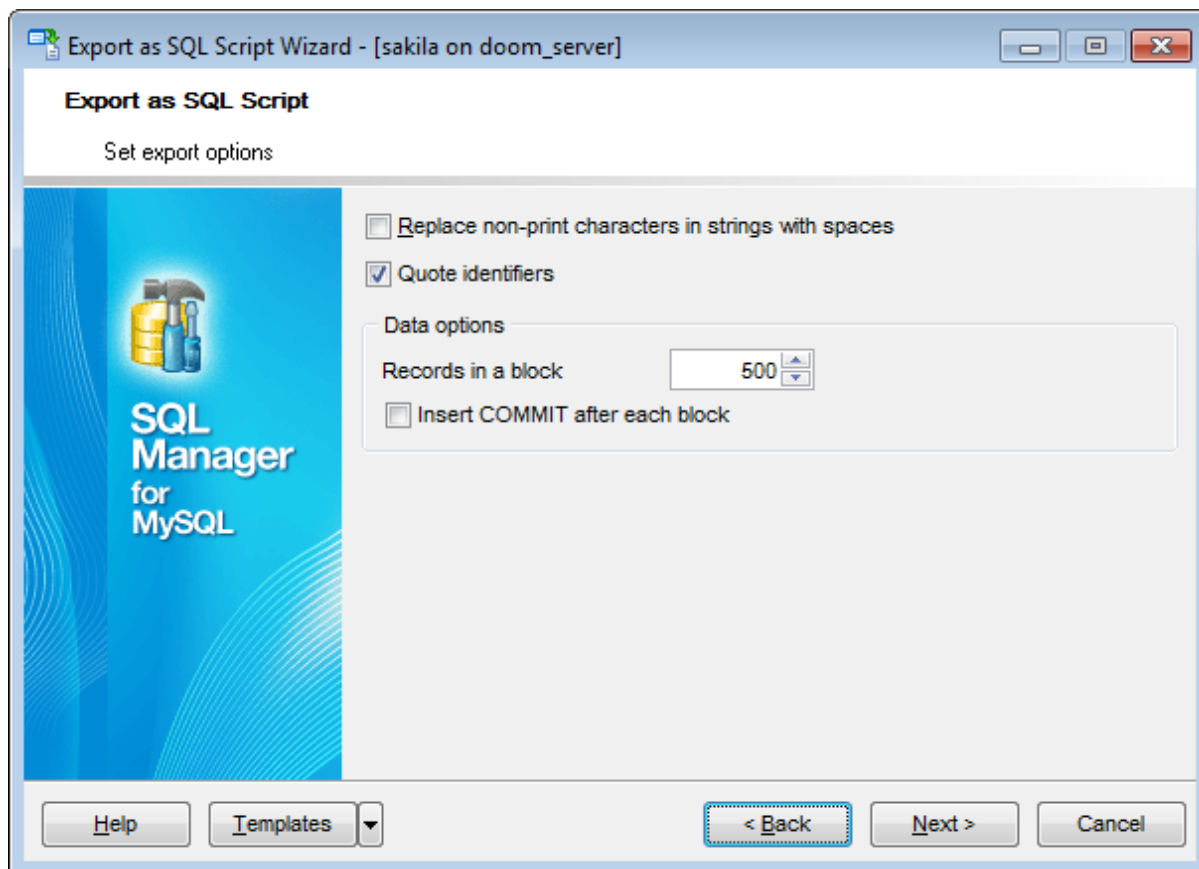 Export as SQL Script Wizard - [sakila on doom_server]
Export as SQL Script
Set export options
Replace non-print characters in strings with spaces
Quote identifiers
Data options
Records in a block 500
Insert COMMIT after each block
SQL
Manager
for
MySQL
Help Templates < Back Next > Cancel